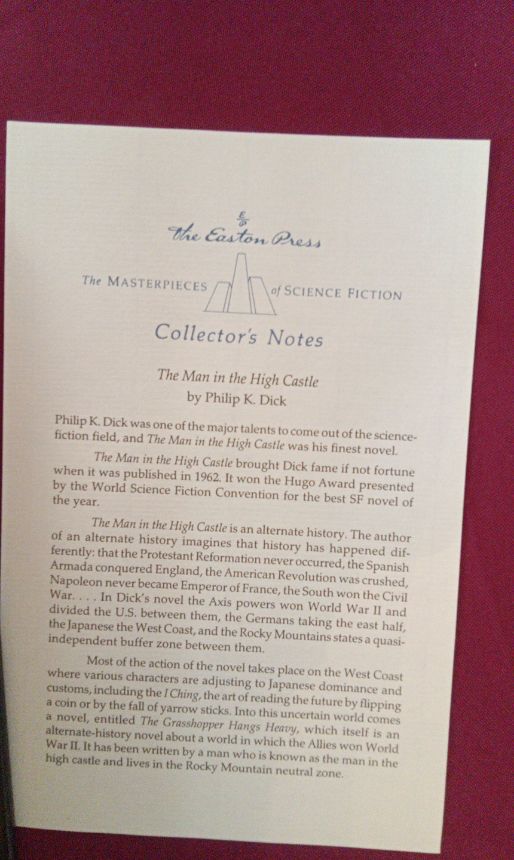 E/P
The Easton Press
The MASTERPIECES of SCIENCE FICTION
Collector's Notes
The Man in the High Castle
by Philip K. Dick
Philip K. Dick was one of the major talents to come out of the science-
fiction field, and The Man in the High Castle was his finest novel.
The Man in the High Castle brought Dick fame if not fortune
when it was published in 1962. It won the Hugo Award presented
by the World Science Fiction Convention for the best SF novel of
the year.
The Man in the High Castle is an alternate history. The author
of an alternate history imagines that history has happened dif-
ferently: that the Protestant Reformation never occurred, the Spanish
Armada conquered England, the American Revolution was crushed,
Napoleon never became Emperor of France, the South won the Civil
War. . . . In Dick's novel the Axis powers won World War II and
divided the U.S. between them, the Germans taking the east half,
the Japanese the West Coast, and the Rocky Mountains states a quasi-
independent buffer zone between them.
Most of the action of the novel takes place on the West Coast
where various characters are adjusting to Japanese dominance and
customs, including the I Ching, the art of reading the future by flipping
a coin or by the fall of yarrow sticks. Into this uncertain world comes
a novel, entitled The Grasshopper Hangs Heavy, which itself is an
alternate-history novel about a world in which the Allies won World
War II. It has been written by a man who is known as the man in the
high castle and lives in the Rocky Mountain neutral zone.